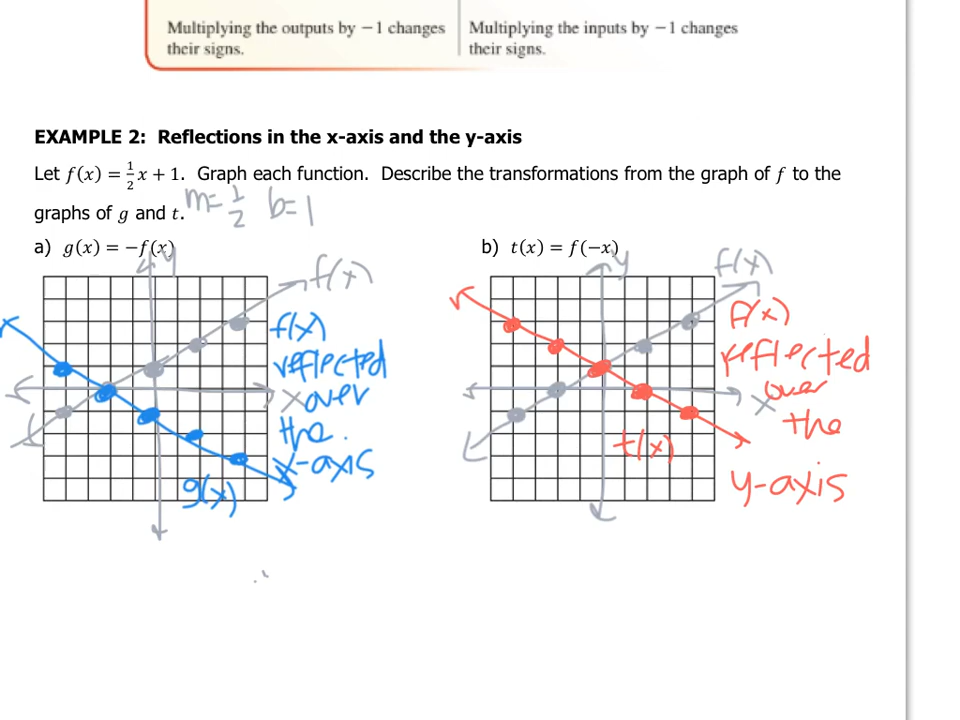 Multiplying the outputs by −1 changes
their signs.
Multiplying the inputs by −1 changes
their signs.
EXAMPLE 2: Reflections in the x-axis and the y-axis
Let f(x) = 1/2 x + 1. Graph each function. Describe the transformations from the graph of f to the
graphs of g and t.
m=1/2 b=1
a) g(x) = −f(x)
b) t(x) = f(−x)
y
f(x)
f(x)
reflected
x over
the
x-axis
g(x)
y
f(x)
f(x)
reflected
x over
the
y-axis
t(x)